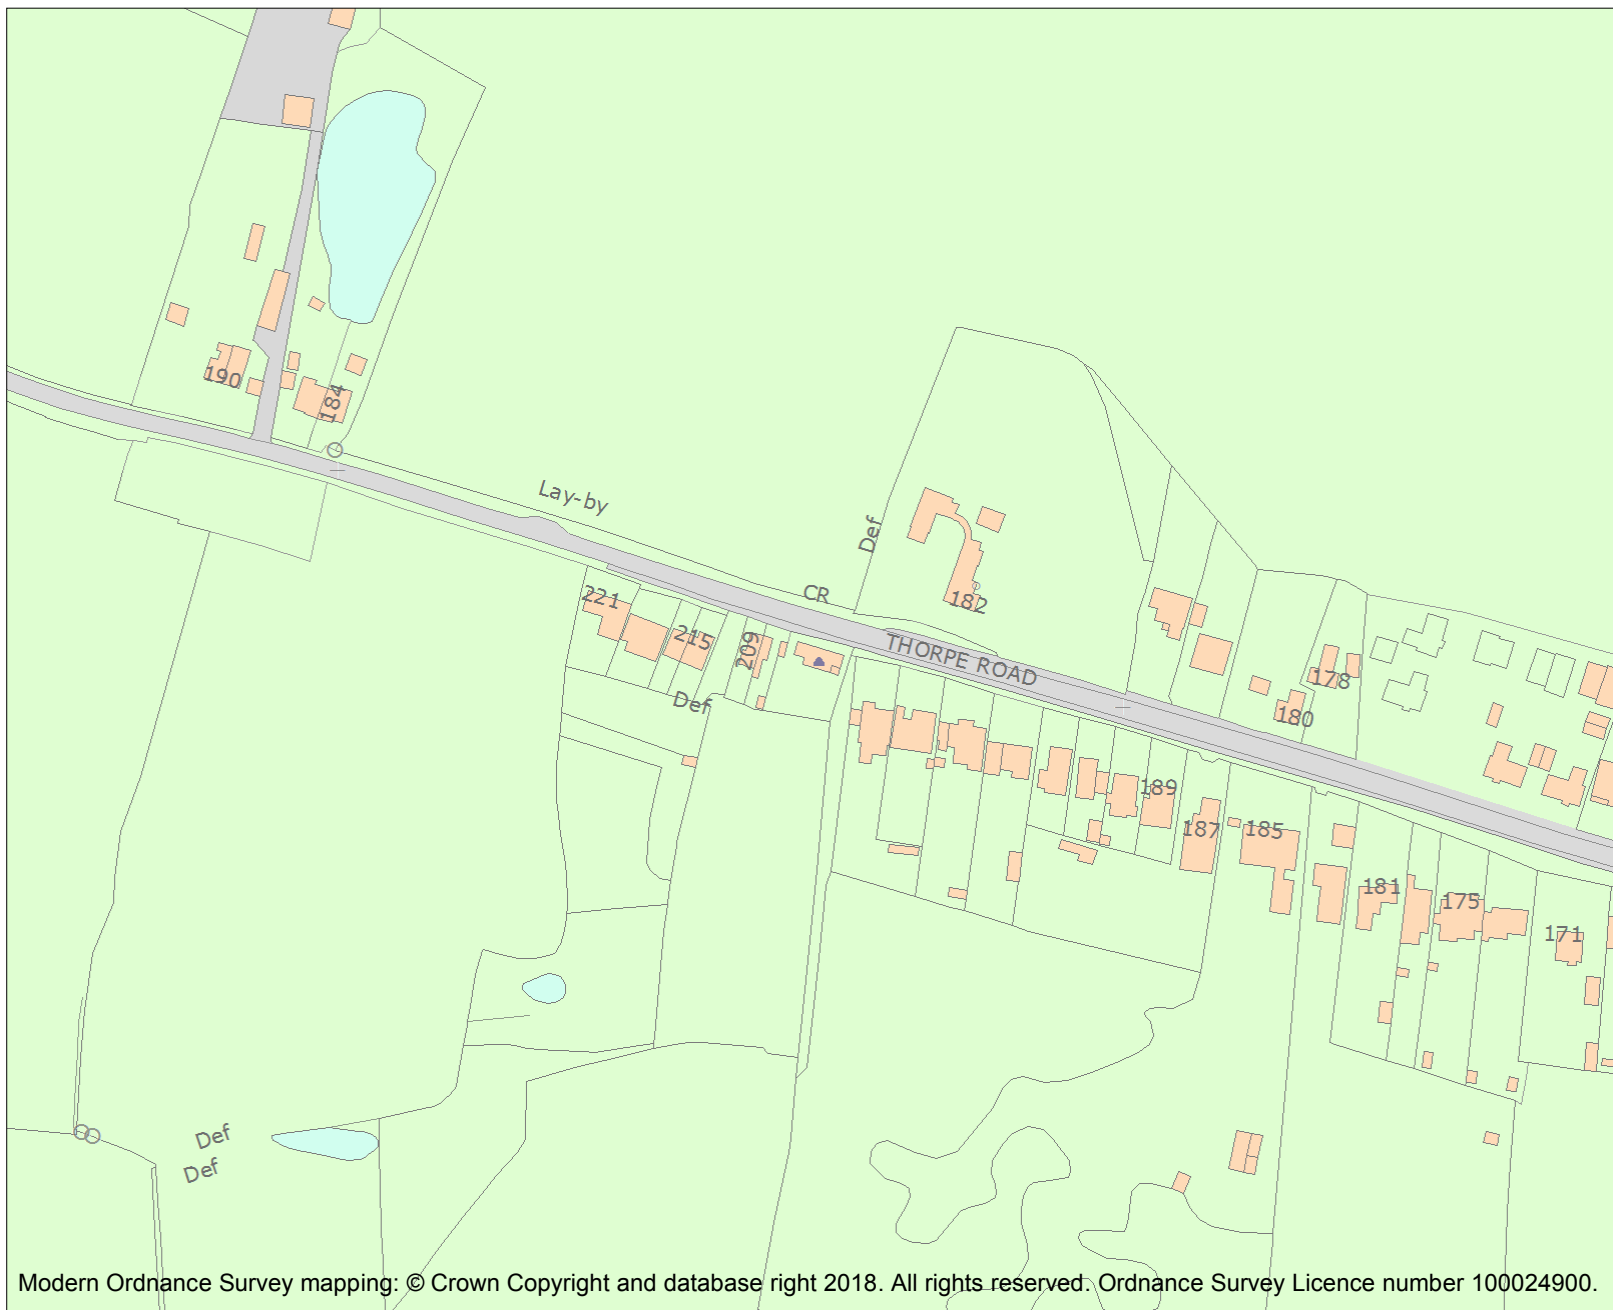 190
184
Lay-by
Def
CR
182
221
215
209
THORPE ROAD
Def
178
180
189
187
185
181
175
171
Def
Def
Modern Ordnance Survey mapping: © Crown Copyright and database right 2018. All rights reserved. Ordnance Survey Licence number 100024900.